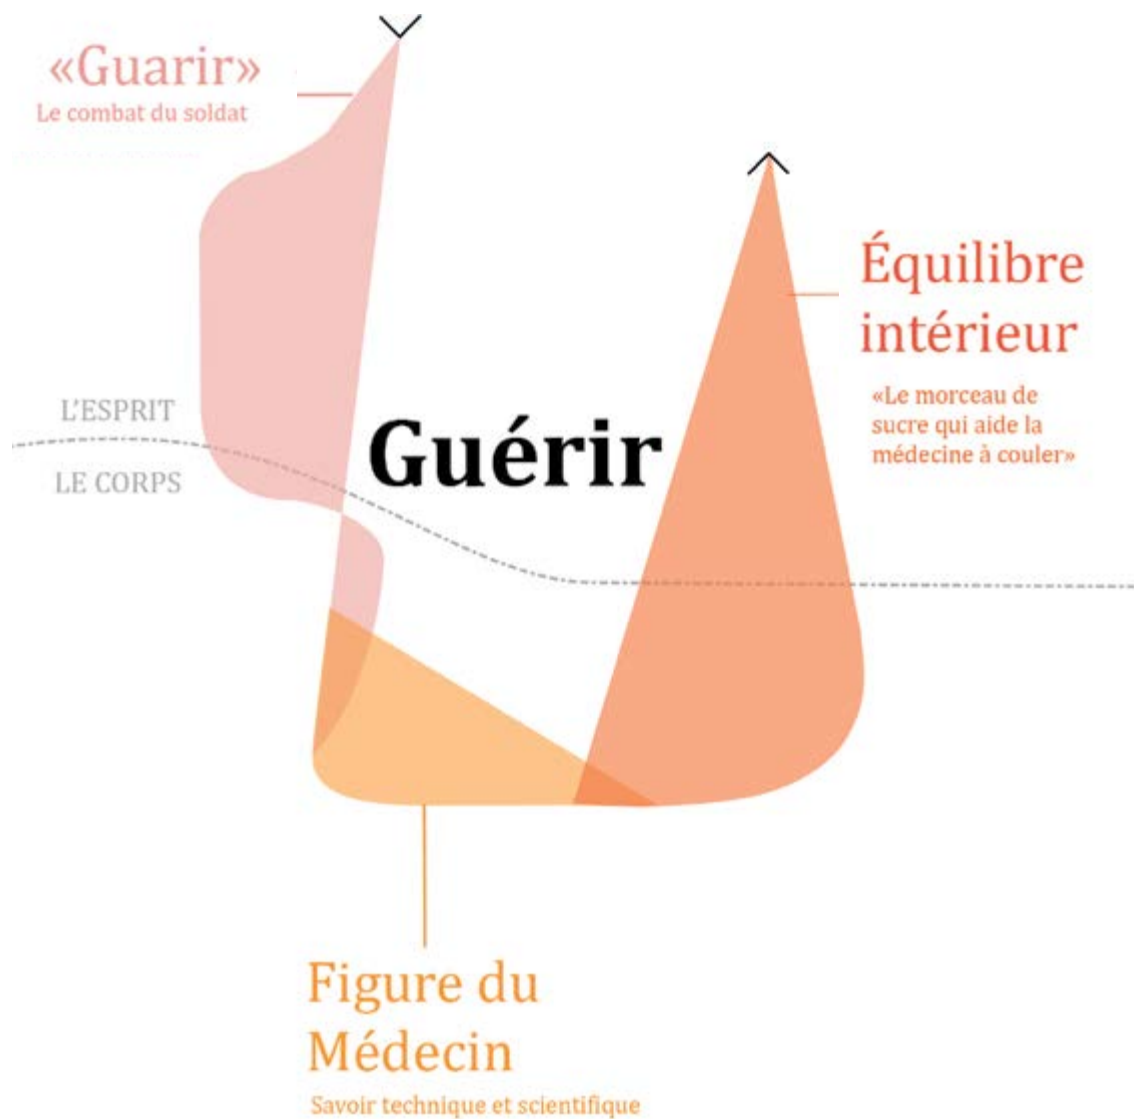 «Guarir»
Le combat du soldat
Équilibre
intérieur
«Le morceau de
sucre qui aide la
médecine à couler»
L'ESPRIT
Guérir
LE CORPS
Figure du
Médecin
Savoir technique et scientifique